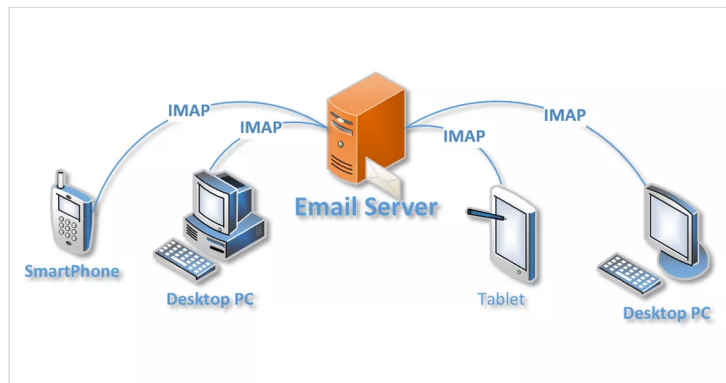 IMAP
IMAP
IMAP
IMAP
Email Server
SmartPhone
Desktop PC
Tablet
Desktop PC